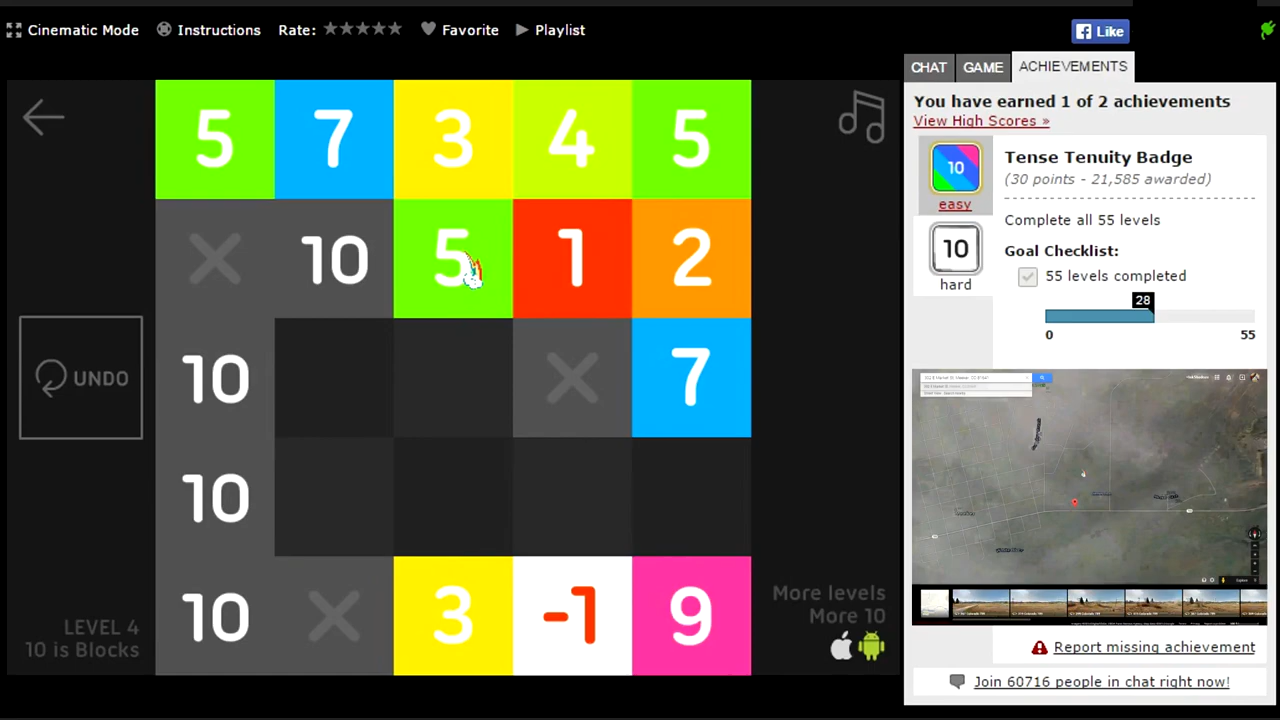 Cinematic Mode Instructions Rate: Favorite Playlist
Like
CHAT GAME ACHIEVEMENTS
5 7 3 4 5
10 5 1 2
10 7
UNDO
10
10 3 -1 9
LEVEL 4
10 is Blocks
More levels
More 10
You have earned 1 of 2 achievements
View High Scores »
10
easy
Tense Tenuity Badge
(30 points - 21,585 awarded)
Complete all 55 levels
Goal Checklist:
55 levels completed
28
0 55
10
hard
Report missing achievement
Join 60716 people in chat right now!